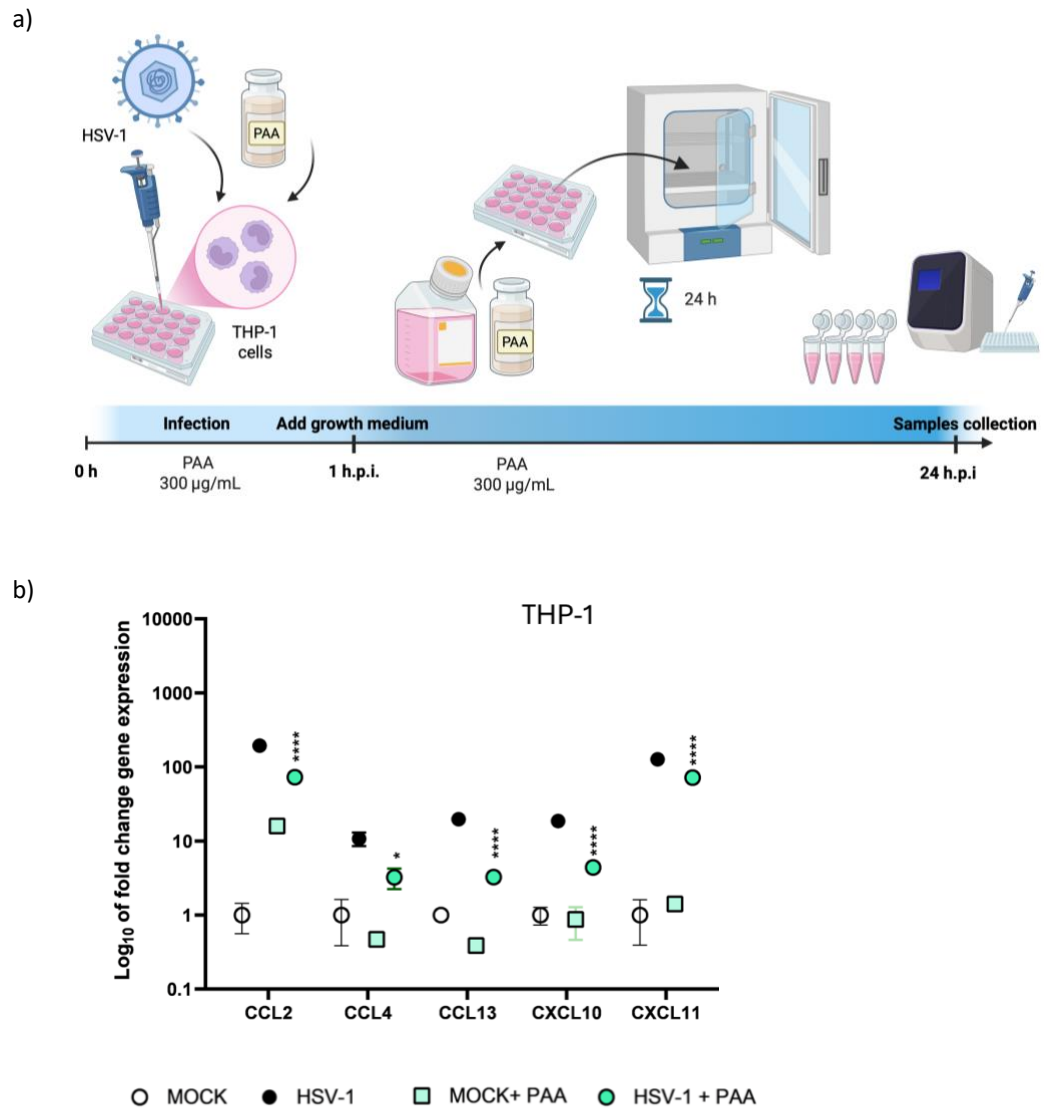 a)
HSV-1
PAA
THP-1
cells
PAA
24 h
Infection
Add growth medium
Samples collection
0 h
PAA
300 µg/mL
1 h.p.i.
PAA
300 µg/mL
24 h.p.i
b)
THP-1
Log10 of fold change gene expression
10000
1000
100
10
1
0.1
****
*
****
****
****
CCL2 CCL4 CCL13 CXCL10 CXCL11
MOCK HSV-1 MOCK+ PAA HSV-1 + PAA